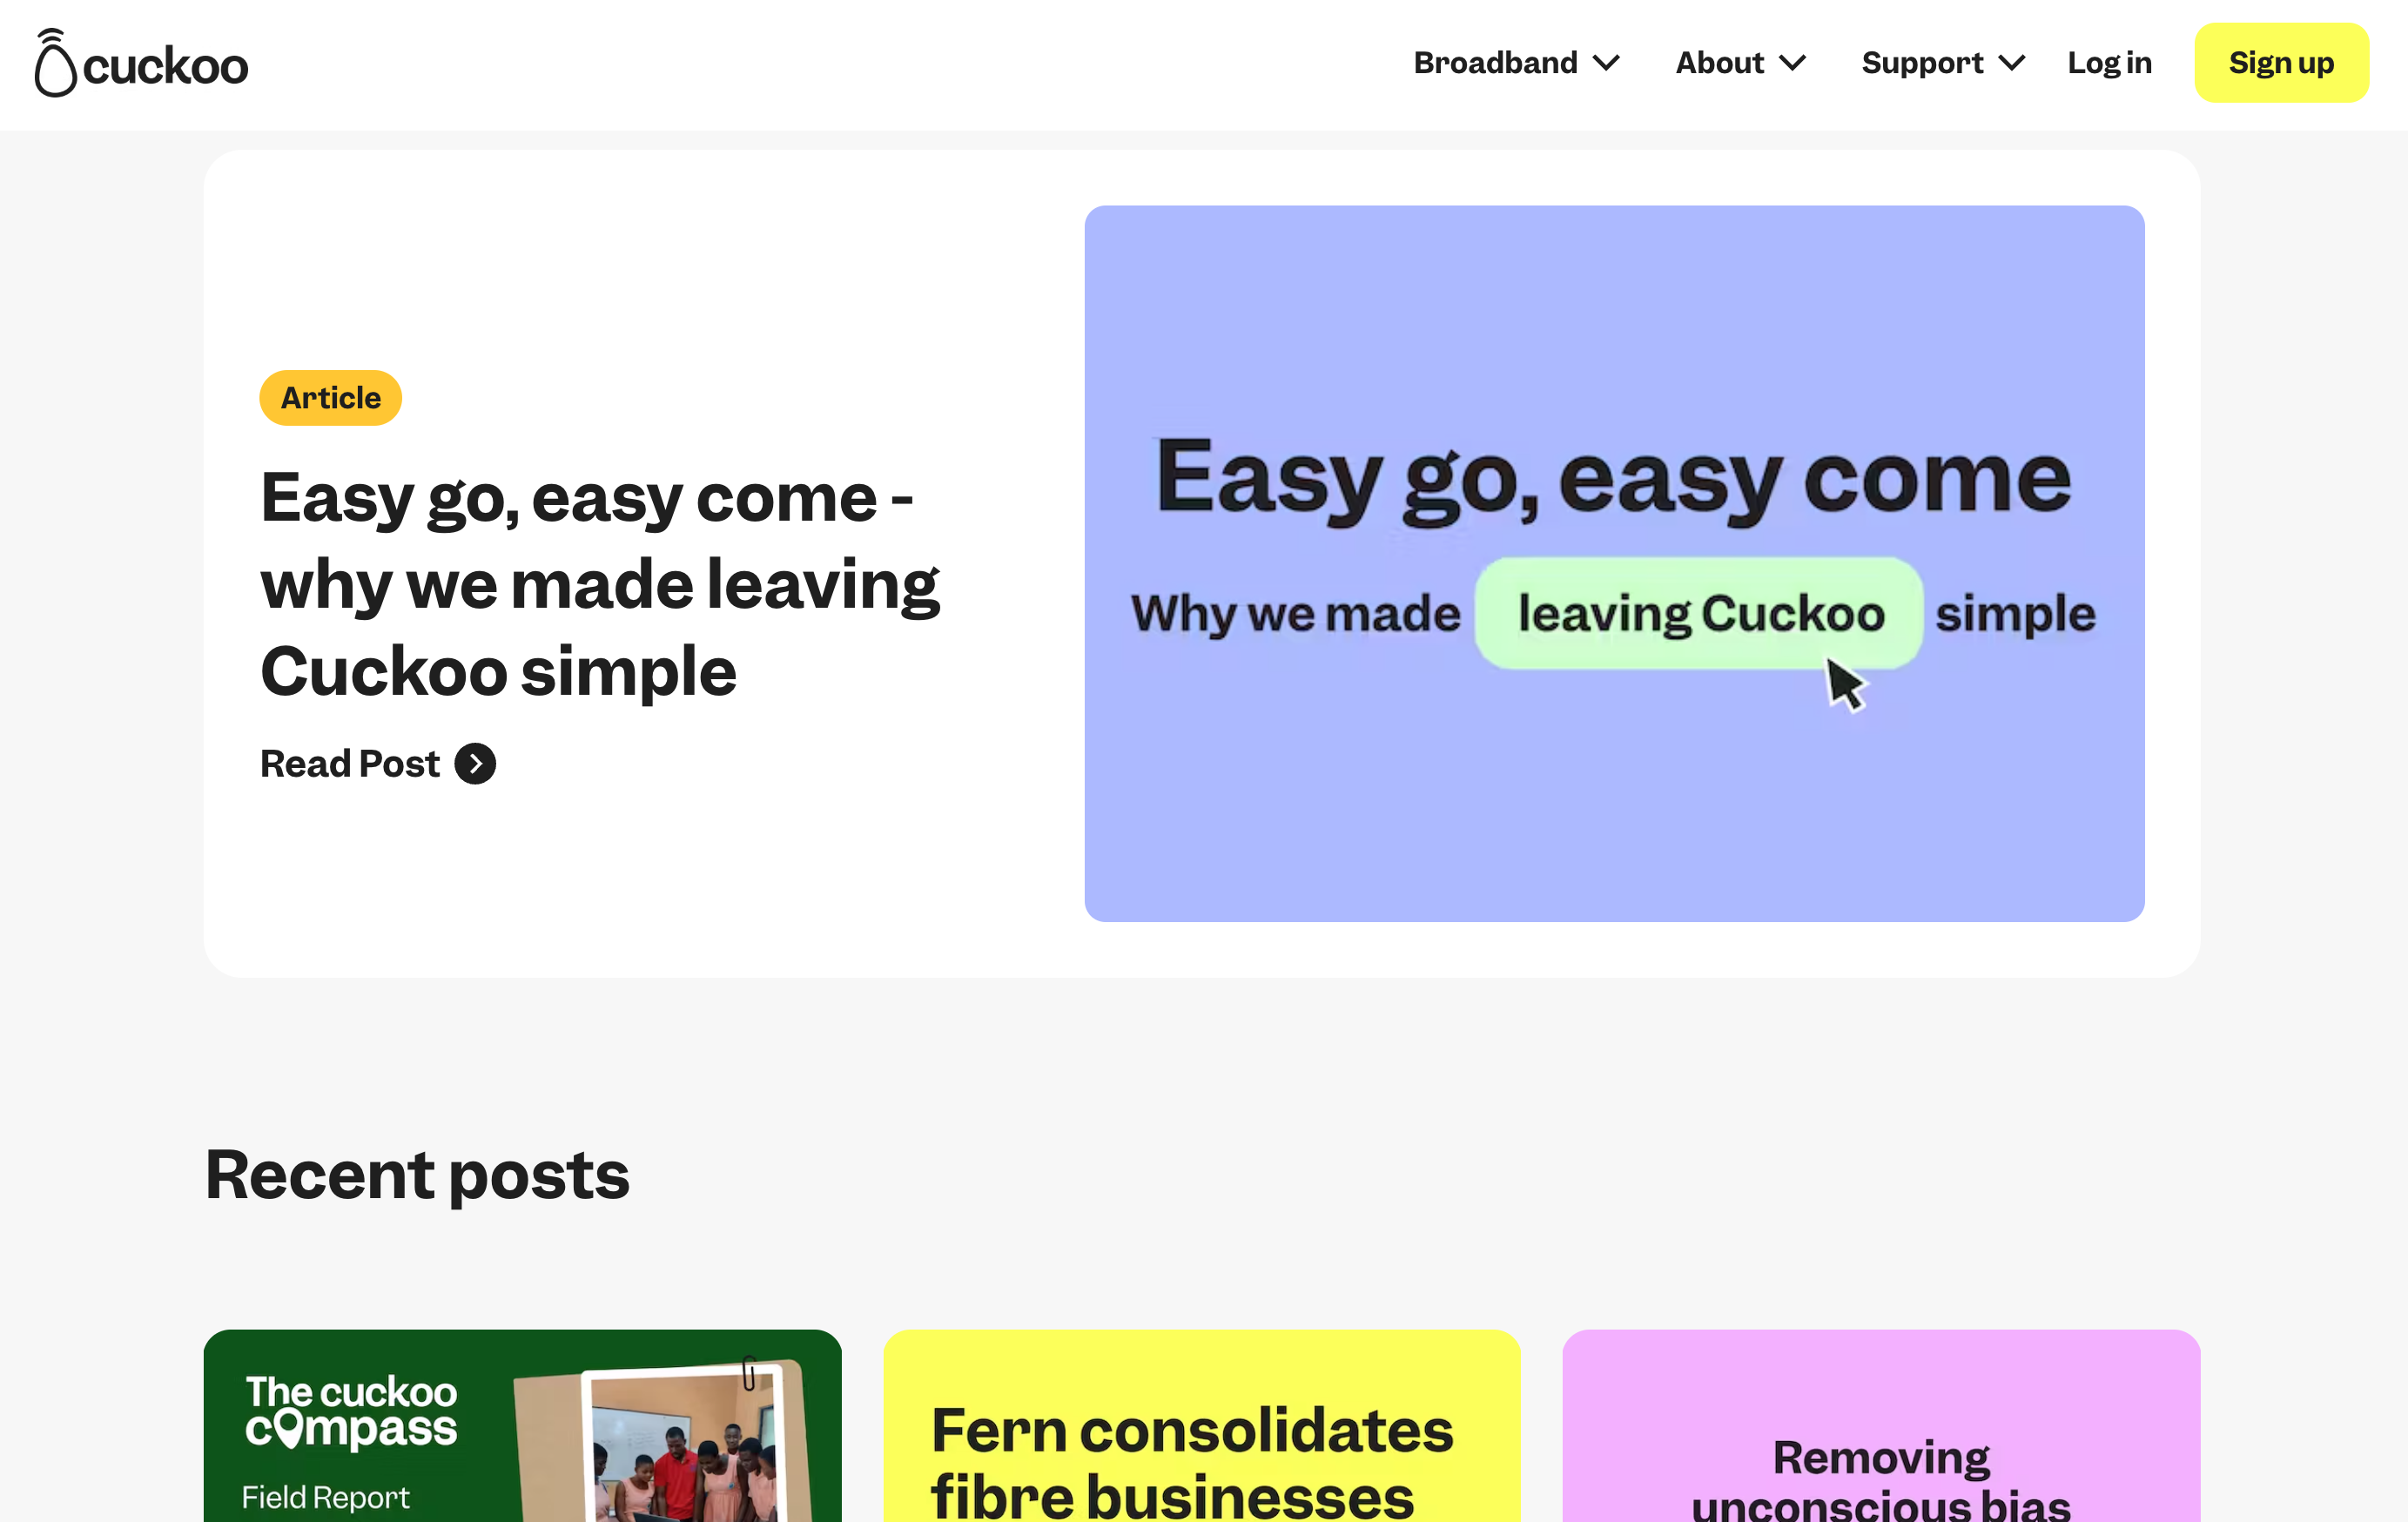 cuckoo
Broadband About Support Log in Sign up
Article
Easy go, easy come -
why we made leaving
Cuckoo simple
Read Post
Easy go, easy come
Why we made leaving Cuckoo simple
Recent posts
The cuckoo
compass
Field Report
Fern consolidates
fibre businesses
Removing
unconscious bias